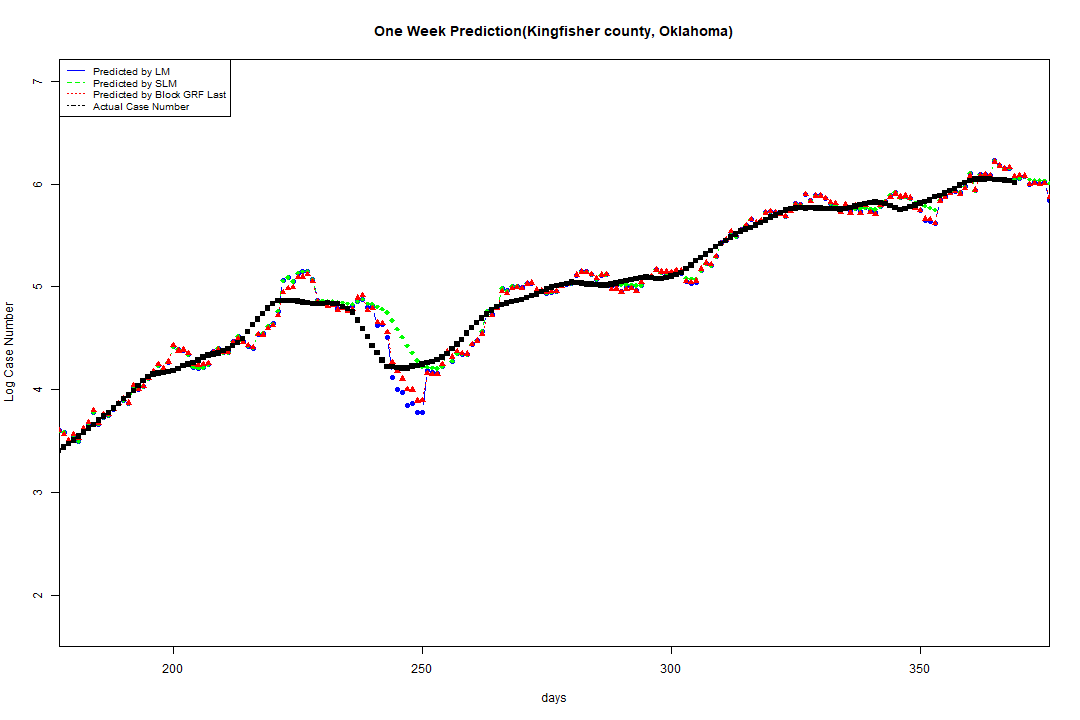 One Week Prediction(Kingfisher county, Oklahoma)
Predicted by LM
Predicted by SLM
Predicted by Block GRF Last
Actual Case Number
Log Case Number
7
6
5
4
3
2
200 250 300 350
days